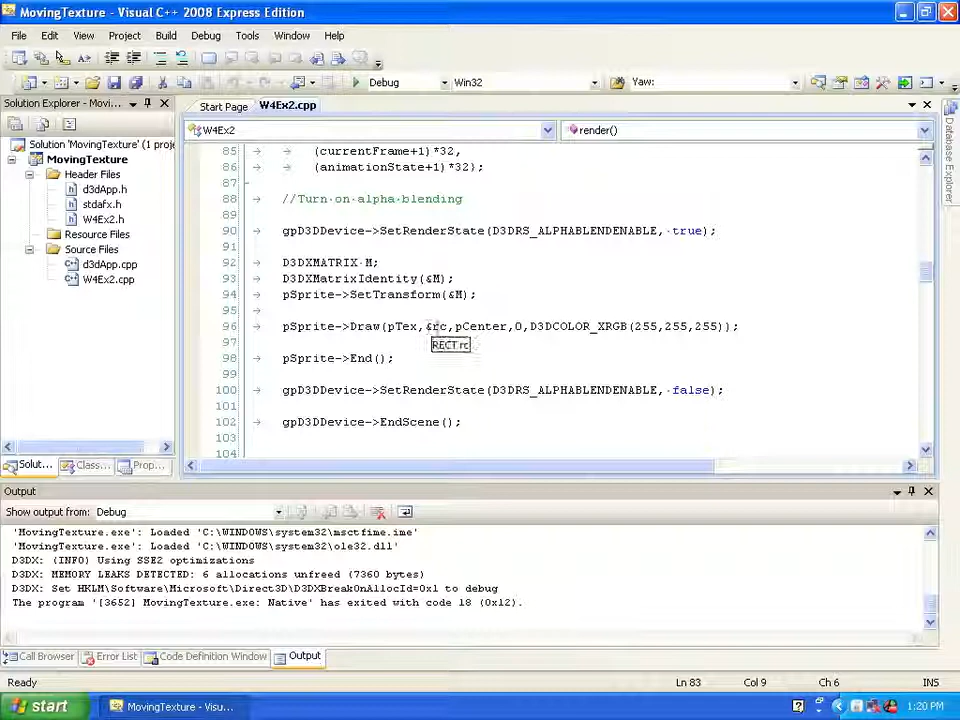 MovingTexture - Visual C++ 2008 Express Edition
File Edit View Project Build Debug Tools Window Help
Debug Win32 Yaw:
Solution Explorer - Movi...
Start Page W4Ex2.cpp
W4Ex2 render()
Solution 'MovingTexture' (1 proje
MovingTexture
Header Files
d3dApp.h
stdafx.h
W4Ex2.h
Resource Files
Source Files
d3dApp.cpp
W4Ex2.cpp
Solut... Class... Prop...
85 (currentFrame+1)*32,
86 (animationState+1)*32};
87
88 //Turn·on·alpha·blending
89
90 gpD3DDevice->SetRenderState(D3DRS_ALPHABLENDENABLE,·true);
91
92 D3DXMATRIX·M;
93 D3DXMatrixIdentity(&M);
94 pSprite->SetTransform(&M);
95
96 pSprite->Draw(pTex,&rc,pCenter,0,D3DCOLOR_XRGB(255,255,255));
97 RECT rc
98 pSprite->End();
99
100 gpD3DDevice->SetRenderState(D3DRS_ALPHABLENDENABLE,·false);
101
102 gpD3DDevice->EndScene();
103
104
Document Outline
Output
Show output from: Debug
'MovingTexture.exe': Loaded 'C:\WINDOWS\system32\msctfime.ime'
'MovingTexture.exe': Loaded 'C:\WINDOWS\system32\ole32.dll'
D3DX: (INFO) Using SSE2 optimizations
D3DX: MEMORY LEAKS DETECTED: 6 allocations unfreed (7360 bytes)
D3DX: Set HKLM\Software\Microsoft\Direct3D\D3DXBreakOnAllocId=0x1 to debug
The program '[3652] MovingTexture.exe: Native' has exited with code 18 (0x12).
Call Browser Error List Code Definition Window Output
Ready Ln 83 Col 9 Ch 6 INS
start MovingTexture - Visu... 1:20 PM